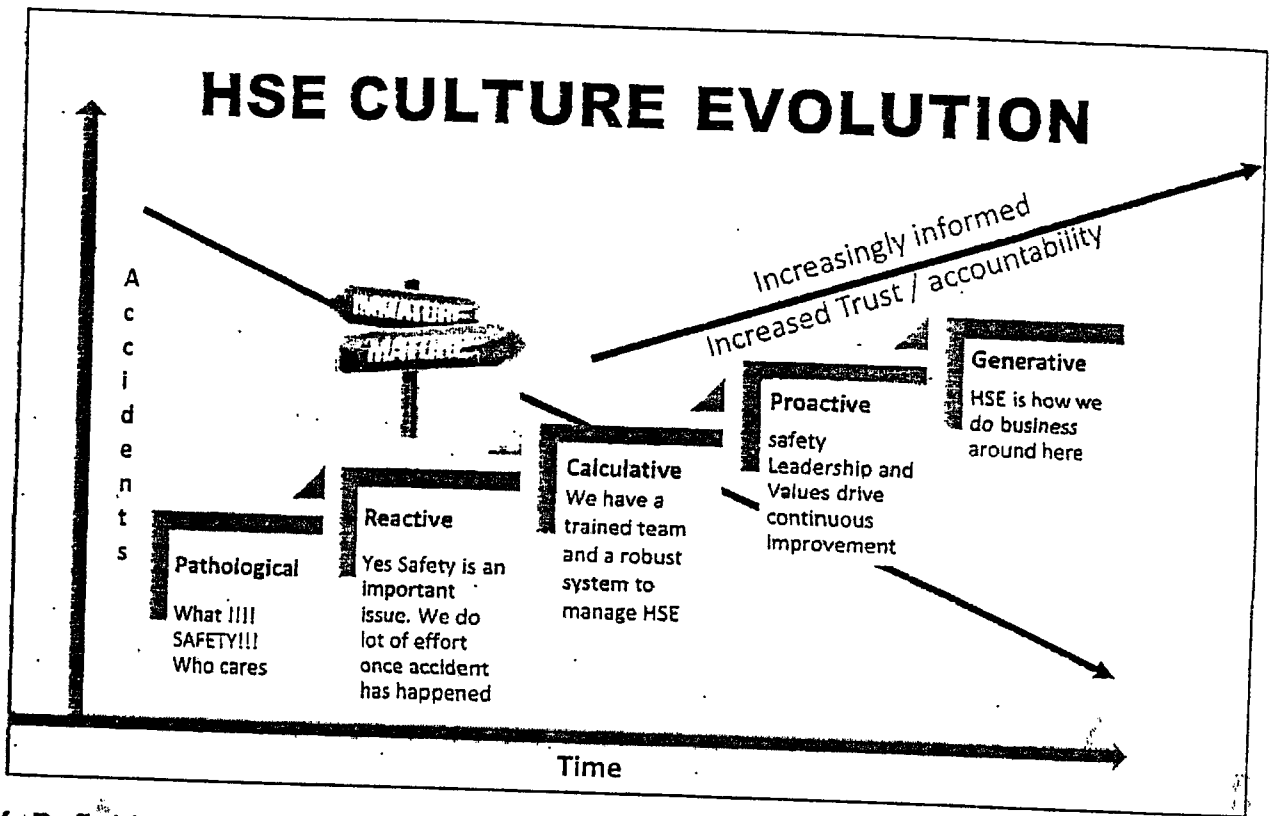 HSE CULTURE EVOLUTION
Accidents
IMMATURE
MATURE
Increasingly informed
Increased Trust / accountability
Pathological
What !!!!
SAFETY!!!
Who cares
Reactive
Yes Safety is an
important
issue. We do
lot of effort
once accident
has happened
Calculative
We have a
trained team
and a robust
system to
manage HSE
Proactive
safety
Leadership and
Values drive
continuous
Improvement
Generative
HSE is how we
do business
around here
Time